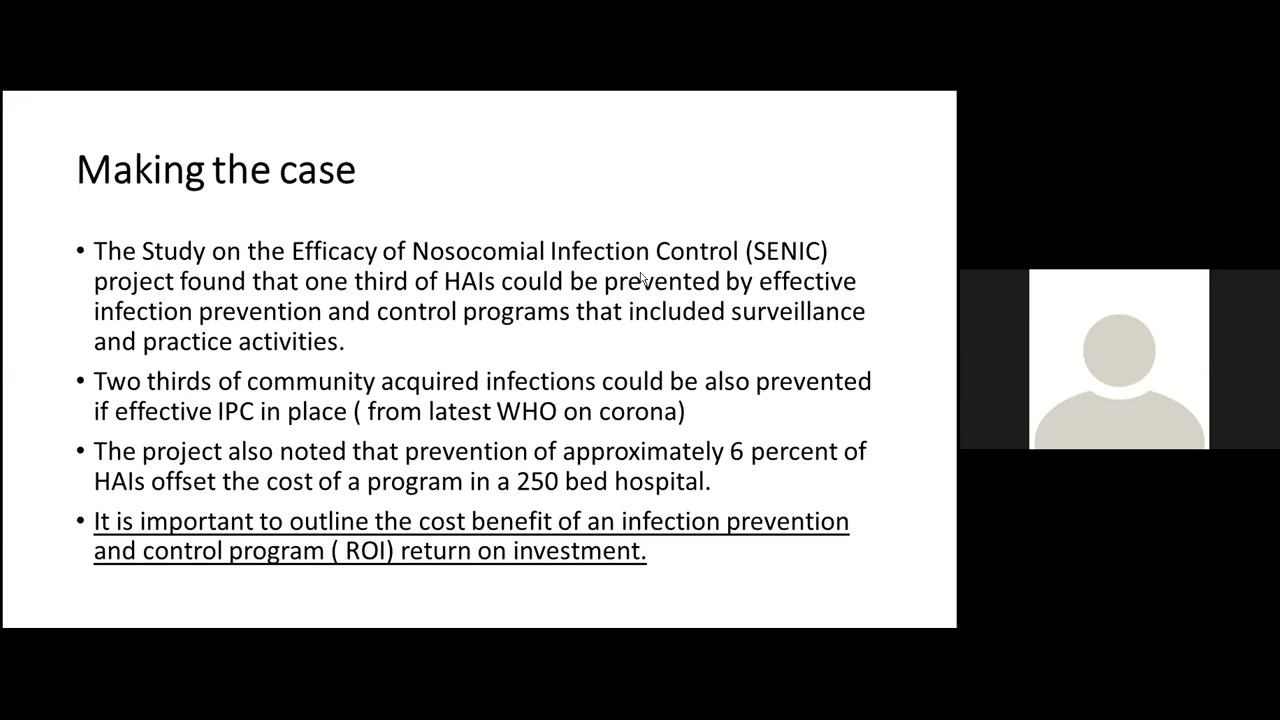 Making the case
• The Study on the Efficacy of Nosocomial Infection Control (SENIC)
project found that one third of HAIs could be prevented by effective
infection prevention and control programs that included surveillance
and practice activities.
• Two thirds of community acquired infections could be also prevented
if effective IPC in place ( from latest WHO on corona)
• The project also noted that prevention of approximately 6 percent of
HAIs offset the cost of a program in a 250 bed hospital.
• It is important to outline the cost benefit of an infection prevention
and control program ( ROI) return on investment.